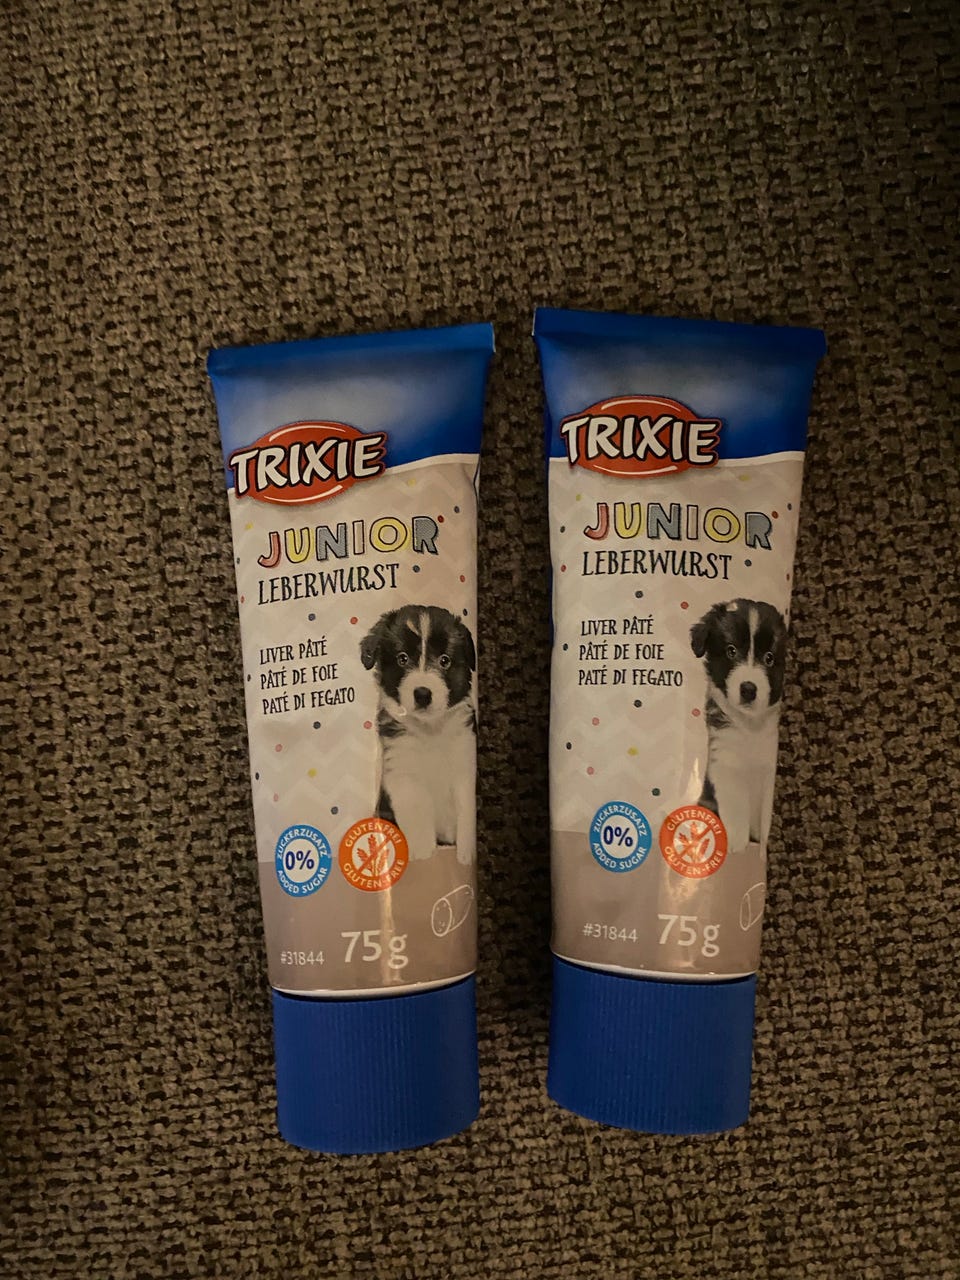 TRIXIE
JUNIOR
LEBERWURST
LIVER PÂTÉ
PÂTÉ DE FOIE
PATÉ DI FEGATO
ZUCKERZUSATZ
0%
ADDED SUGAR
GLUTENFREI
GLUTEN-FREE
#31844
75g
TRIXIE
JUNIOR
LEBERWURST
LIVER PÂTÉ
PÂTÉ DE FOIE
PATÉ DI FEGATO
ZUCKERZUSATZ
0%
ADDED SUGAR
GLUTENFREI
GLUTEN-FREE
#31844
75g